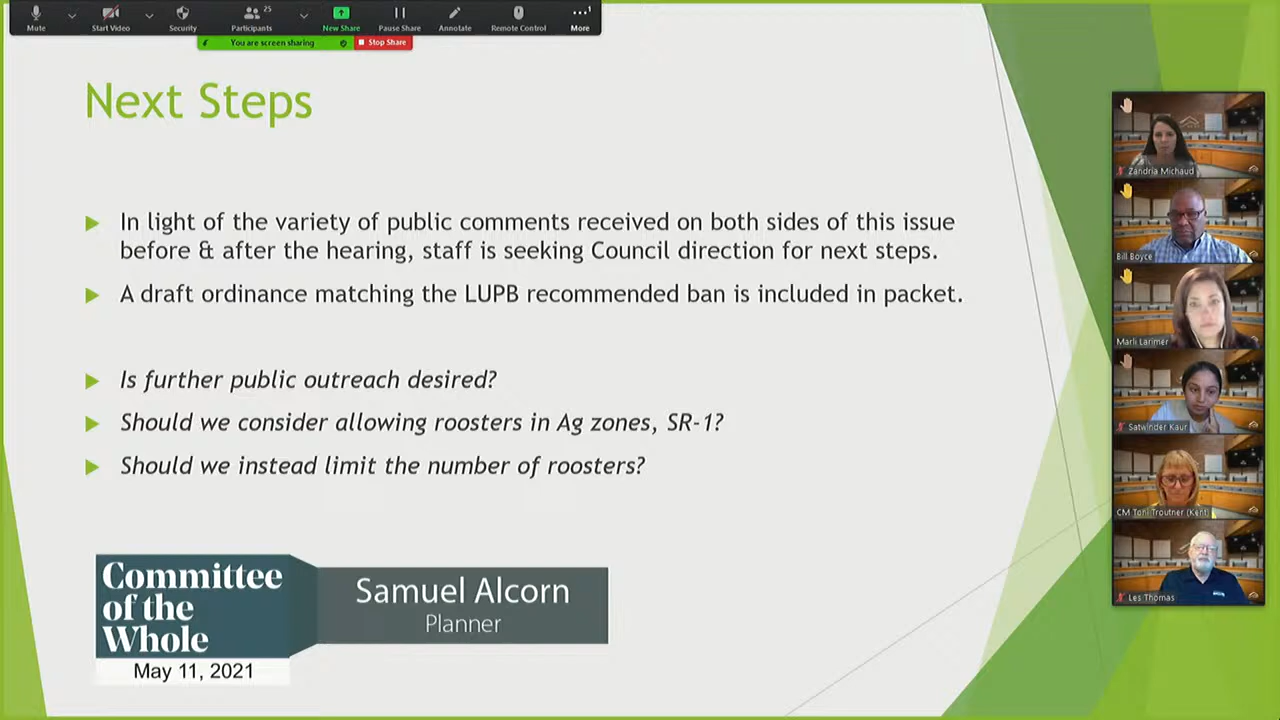 Mute
Start Video
Security
Participants
25
New Share
Pause Share
Annotate
Remote Control
More
1
You are screen sharing
Stop Share
Next Steps
In light of the variety of public comments received on both sides of this issue
before & after the hearing, staff is seeking Council direction for next steps.
A draft ordinance matching the LUPB recommended ban is included in packet.
Is further public outreach desired?
Should we consider allowing roosters in Ag zones, SR-1?
Should we instead limit the number of roosters?
Committee
of the
Whole
May 11, 2021
Samuel Alcorn
Planner
Zandria Michaud
Bill Boyce
Marli Larimer
Satwinder Kaur
CM Toni Troutner (Kent)
Les Thomas